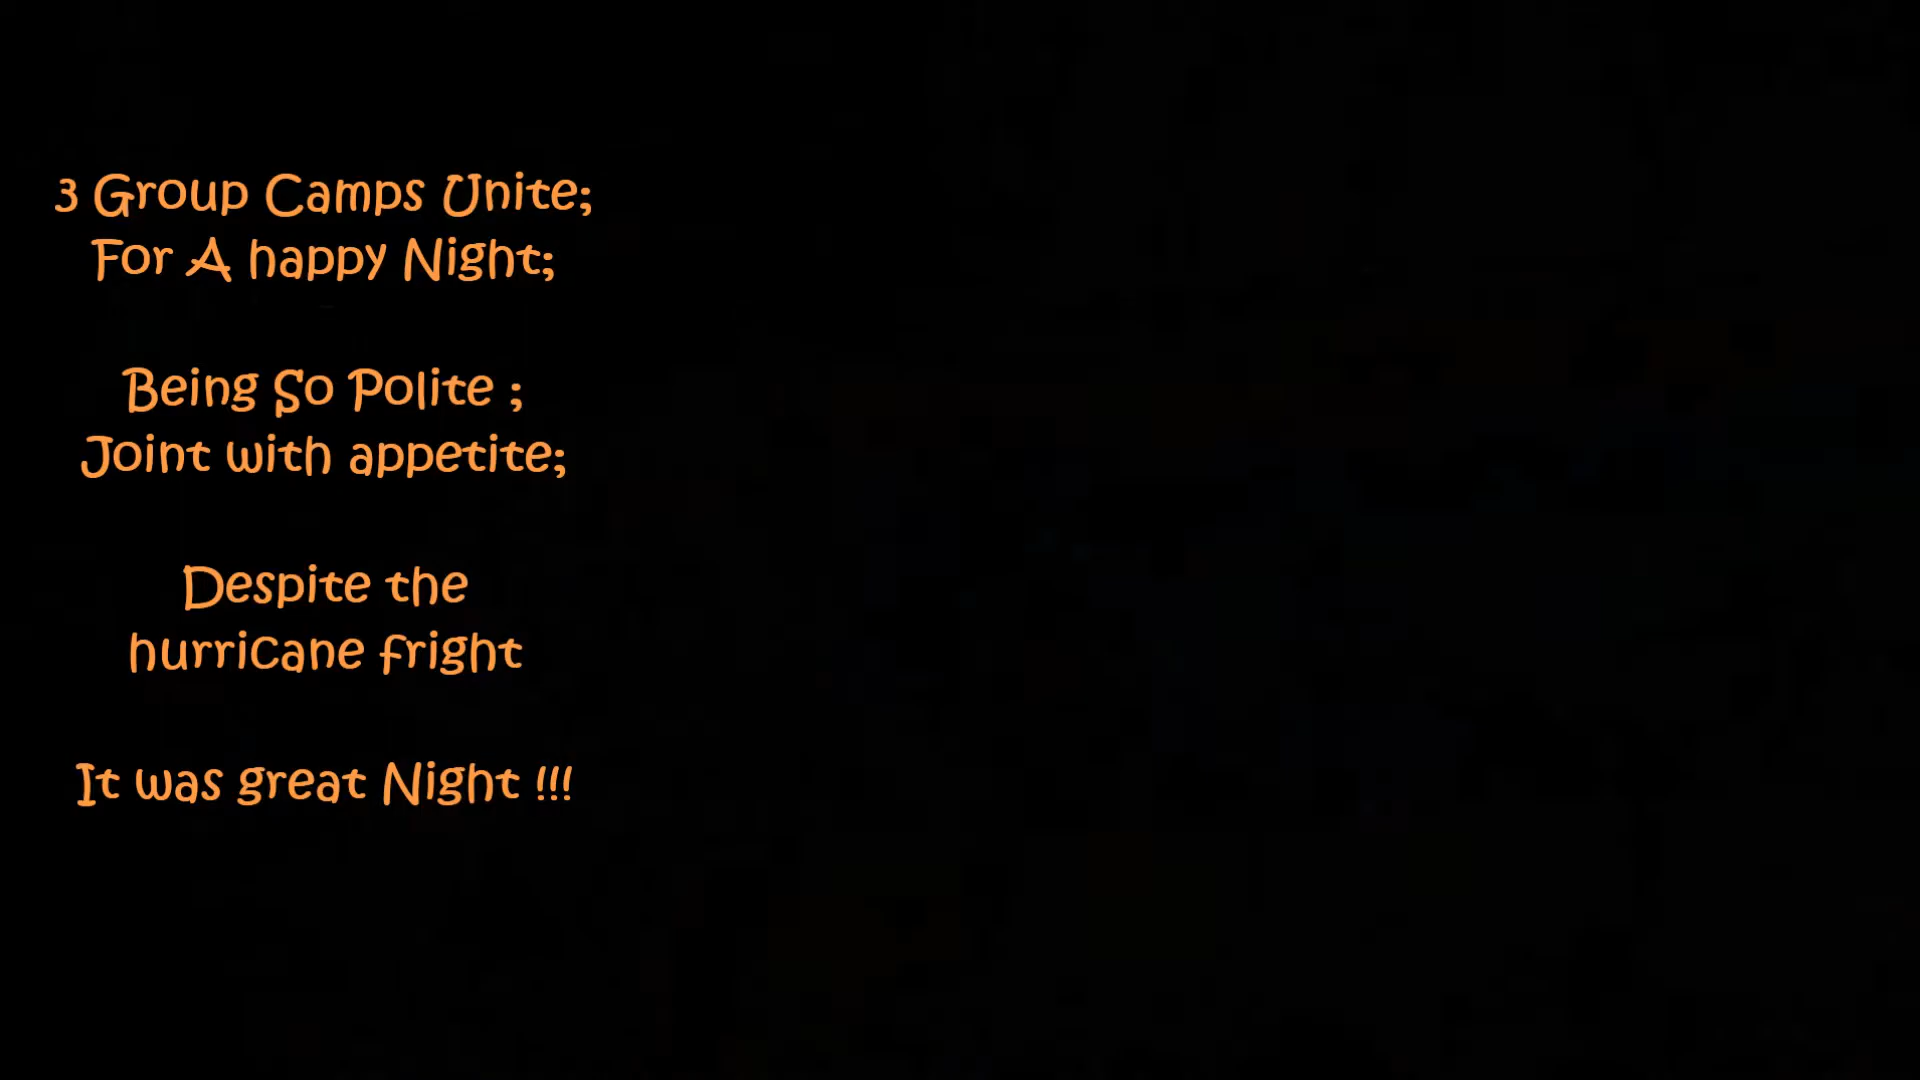 3 Group Camps Unite;
For A happy Night;
Being So Polite ;
Joint with appetite;
Despite the
hurricane fright
It was great Night !!!